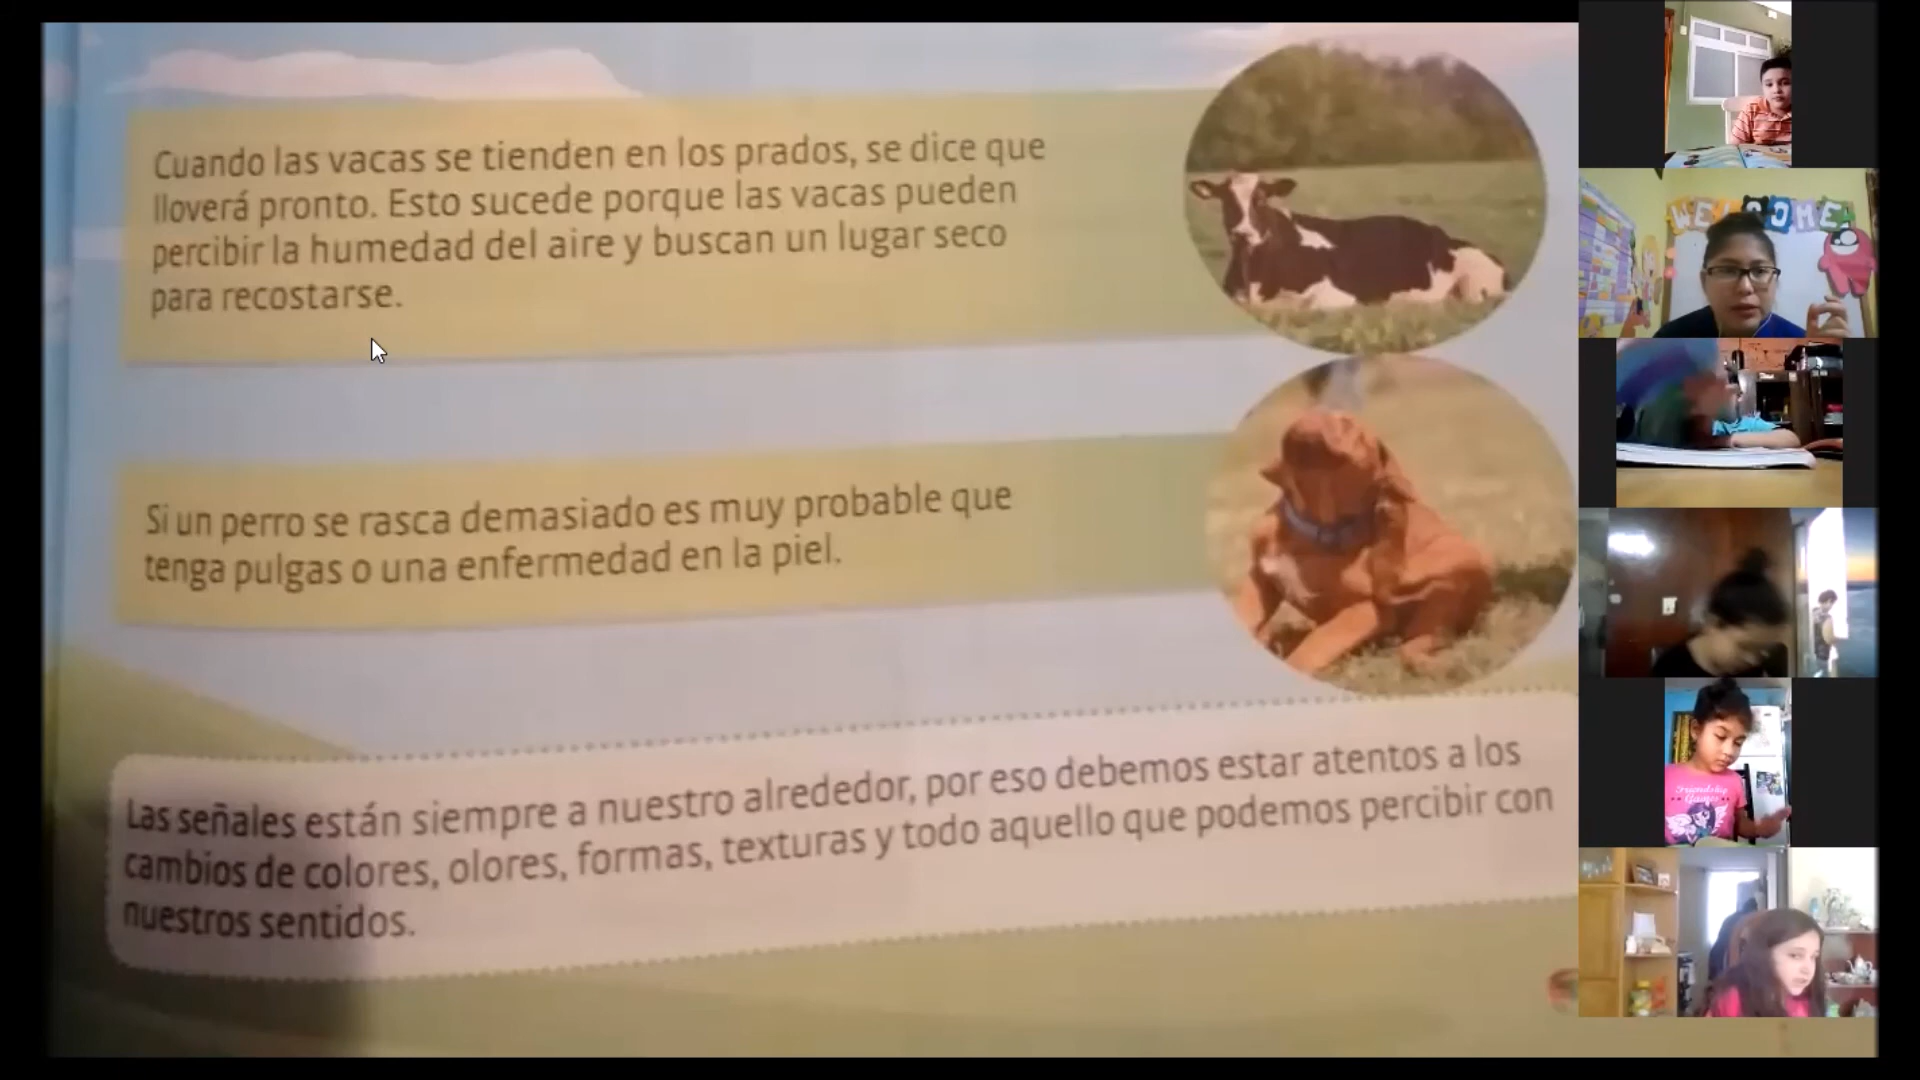 Cuando las vacas se tienden en los prados, se dice que
lloverá pronto. Esto sucede porque las vacas pueden
percibir la humedad del aire y buscan un lugar seco
para recostarse.
Si un perro se rasca demasiado es muy probable que
tenga pulgas o una enfermedad en la piel.
Las señales están siempre a nuestro alrededor, por eso debemos estar atentos a los
cambios de colores, olores, formas, texturas y todo aquello que podemos percibir con
nuestros sentidos.
WELCOME
Friendship
Games